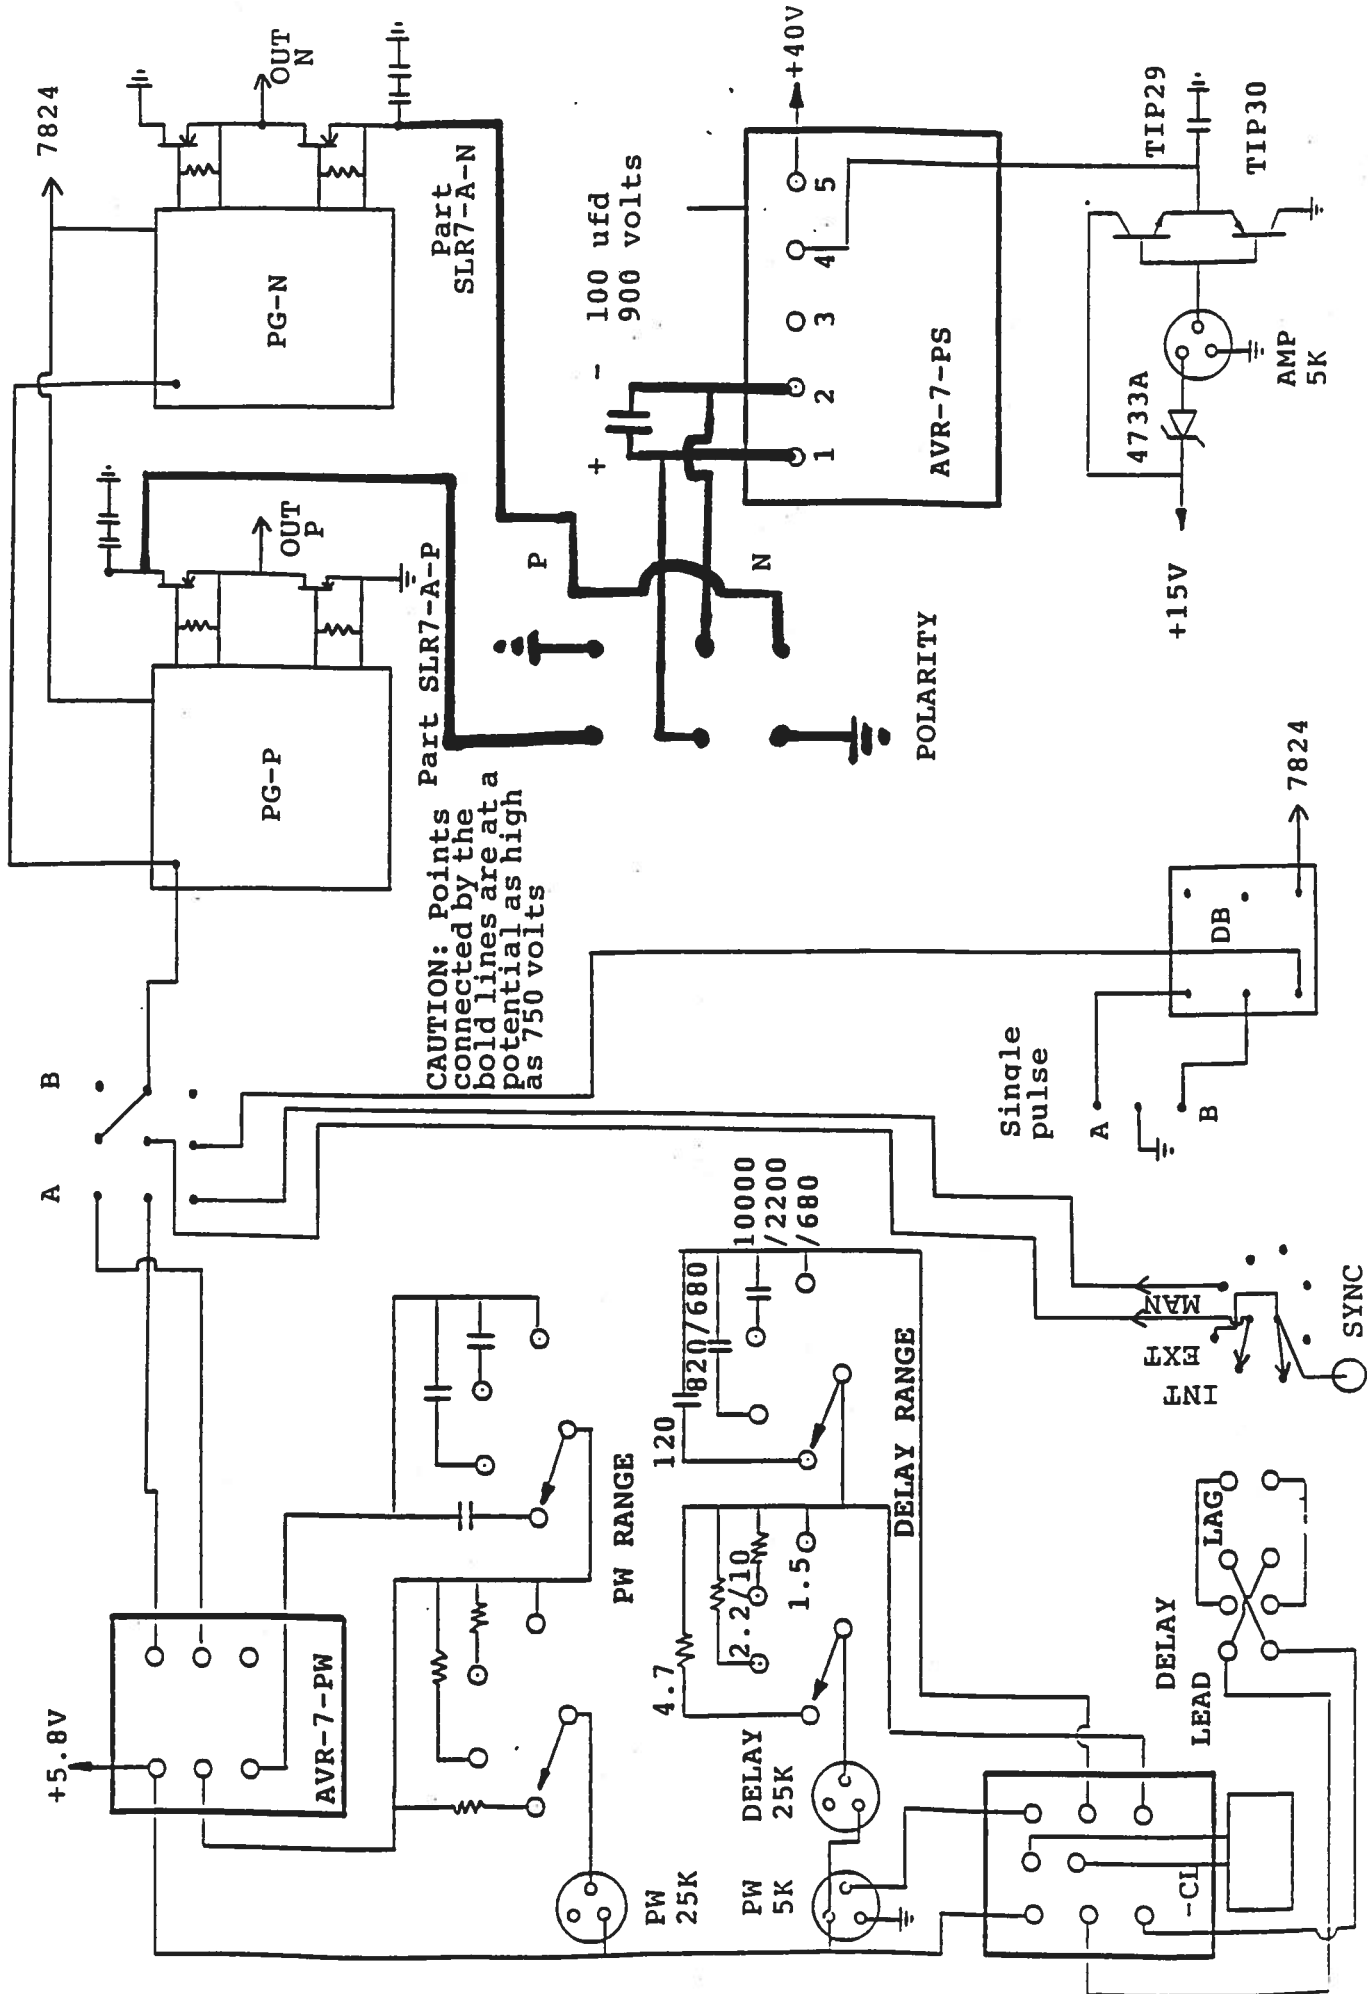 +5.8V
A
B
7824
PG-P
PG-N
OUT
P
OUT
N
AVR-7-PW
Part SLR7-A-P
Part
SLR7-A-N
CAUTION: Points
connected by the
bold lines are at a
potential as high
as 750 volts
P
N
POLARITY
+
-
100 ufd
900 volts
1
2
3
4
5
+40V
AVR-7-PS
PW
25K
PW RANGE
PW
5K
DELAY
25K
4.7
2.2/10
1.5
120
820/680
10000
/2200
/680
DELAY RANGE
Single
pulse
A
B
DB
7824
+15V
4733A
AMP
5K
TIP29
TIP30
-CL
DELAY
LEAD
LAG
INT
EXT
MAN
SYNC